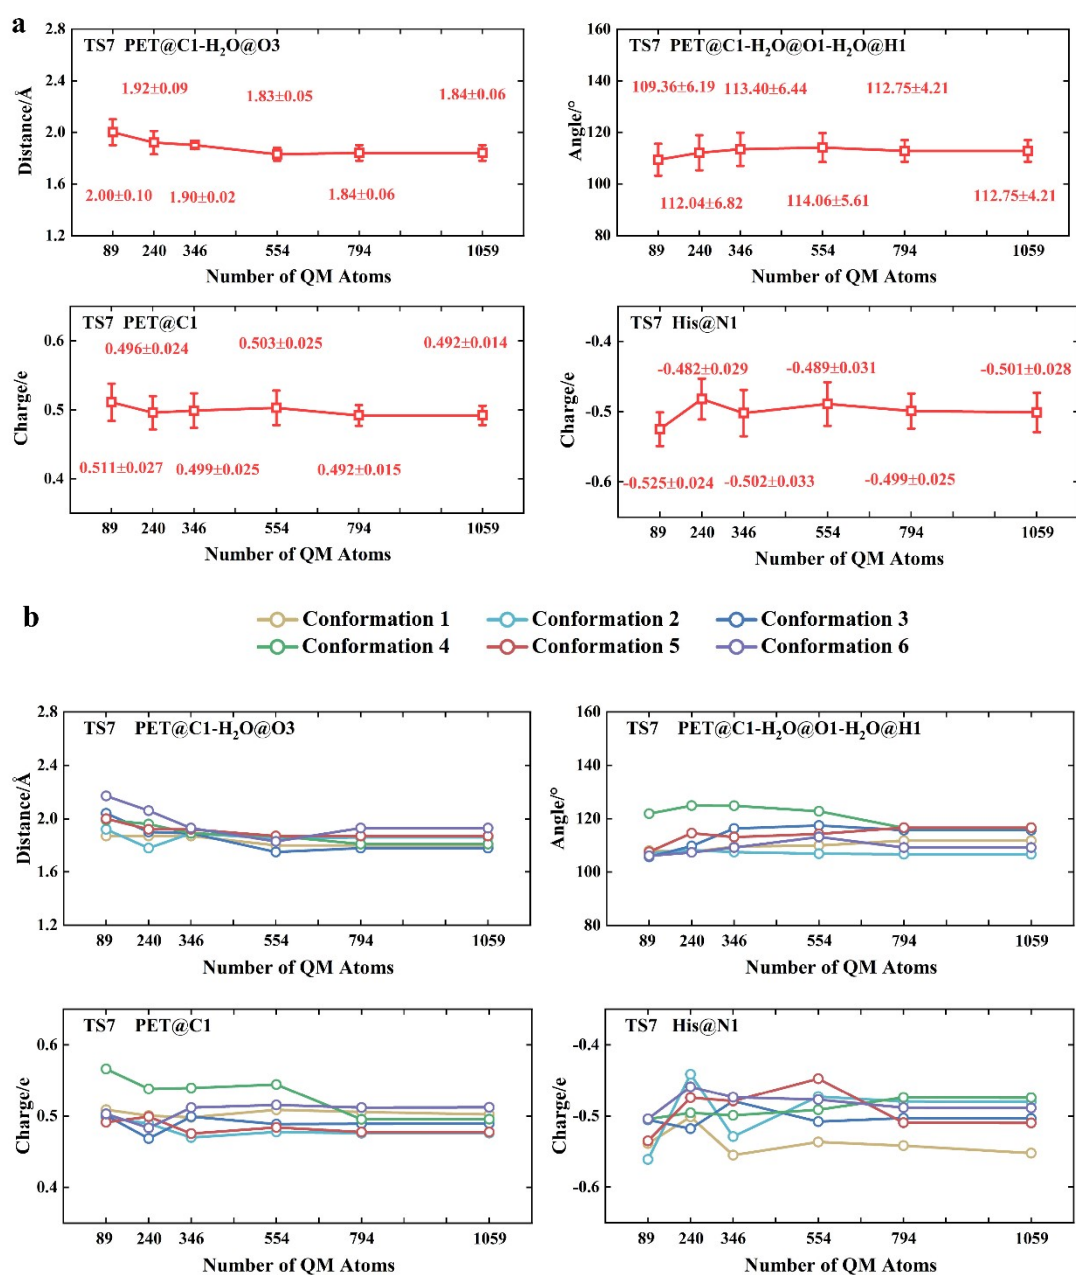 a
TS7 PET@C1-H₂O@O3
2.8
2.4
2.0
1.6
1.2
Distance/Å
1.92±0.09
1.83±0.05
1.84±0.06
2.00±0.10
1.90±0.02
1.84±0.06
89 240 346 554 794 1059
Number of QM Atoms
TS7 PET@C1-H₂O@O1-H₂O@H1
160
140
120
100
80
Angle/°
109.36±6.19
113.40±6.44
112.75±4.21
112.04±6.82
114.06±5.61
112.75±4.21
89 240 346 554 794 1059
Number of QM Atoms
TS7 PET@C1
0.6
0.5
0.4
Charge/e
0.496±0.024
0.503±0.025
0.492±0.014
0.511±0.027
0.499±0.025
0.492±0.015
89 240 346 554 794 1059
Number of QM Atoms
TS7 His@N1
-0.4
-0.5
-0.6
Charge/e
-0.482±0.029
-0.489±0.031
-0.501±0.028
-0.525±0.024
-0.502±0.033
-0.499±0.025
89 240 346 554 794 1059
Number of QM Atoms
b
Conformation 1 Conformation 2 Conformation 3
Conformation 4 Conformation 5 Conformation 6
TS7 PET@C1-H₂O@O3
2.8
2.4
2.0
1.6
1.2
Distance/Å
89 240 346 554 794 1059
Number of QM Atoms
TS7 PET@C1-H₂O@O1-H₂O@H1
160
140
120
100
80
Angle/°
89 240 346 554 794 1059
Number of QM Atoms
TS7 PET@C1
0.6
0.5
0.4
Charge/e
89 240 346 554 794 1059
Number of QM Atoms
TS7 His@N1
-0.4
-0.5
-0.6
Charge/e
89 240 346 554 794 1059
Number of QM Atoms